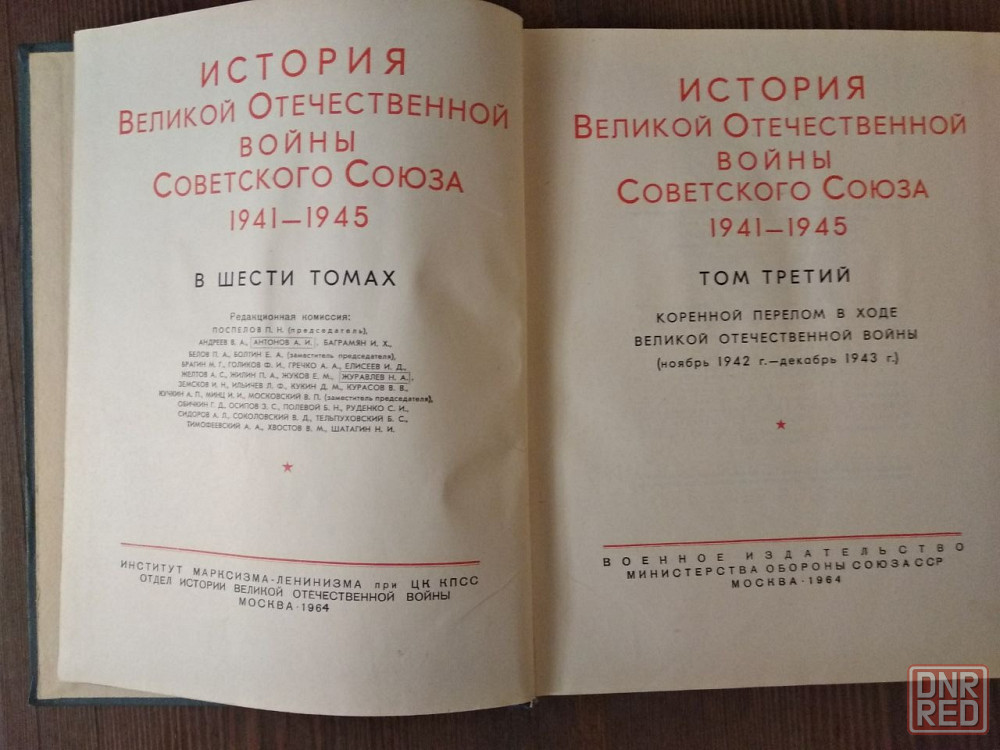 ИСТОРИЯ
ВЕЛИКОЙ ОТЕЧЕСТВЕННОЙ
ВОЙНЫ
СОВЕТСКОГО СОЮЗА
1941—1945
В ШЕСТИ ТОМАХ
Редакционная комиссия:
ПОСПЕЛОВ П. Н. (председатель),
АНДРЕЕВ В. А., АНТОНОВ А. И., БАГРАМЯН И. Х.,
БЕЛОВ П. А., БОЛТИН Е. А. (заместитель председателя),
БРАГИН М. Г., ГОЛИКОВ Ф. И., ГРЕЧКО А. А., ЕЛИСЕЕВ И. Д.,
ЖЕЛТОВ А. С., ЖИЛИН П. А., ЖУКОВ Е. М., ЖУРАВЛЕВ Н. А.,
ЗЕМСКОВ И. Н., ИЛЬИЧЕВ Л. Ф., КУКИН Д. М., КУРАСОВ В. В.,
КУЧКИН А. П., МИНЦ И. И., МОСКОВСКИЙ В. П. (заместитель председателя),
ОБИЧКИН Г. Д., ОСИПОВ З. С., ПОЛЕВОЙ Б. Н., РУДЕНКО С. И.,
СИДОРОВ А. Л., СОКОЛОВСКИЙ В. Д., ТЕЛЬПУХОВСКИЙ Б. С.,
ТИМОФЕЕВСКИЙ А. А., ХВОСТОВ В. М., ШАТАГИН Н. И.
ИНСТИТУТ МАРКСИЗМА-ЛЕНИНИЗМА при ЦК КПСС
ОТДЕЛ ИСТОРИИ ВЕЛИКОЙ ОТЕЧЕСТВЕННОЙ ВОЙНЫ
МОСКВА · 1964
ИСТОРИЯ
ВЕЛИКОЙ ОТЕЧЕСТВЕННОЙ
ВОЙНЫ
СОВЕТСКОГО СОЮЗА
1941—1945
ТОМ ТРЕТИЙ
КОРЕННОЙ ПЕРЕЛОМ В ХОДЕ
ВЕЛИКОЙ ОТЕЧЕСТВЕННОЙ ВОЙНЫ
(ноябрь 1942 г.—декабрь 1943 г.)
ВОЕННОЕ ИЗДАТЕЛЬСТВО
МИНИСТЕРСТВА ОБОРОНЫ СОЮЗА ССР
МОСКВА · 1964
DNR
RED